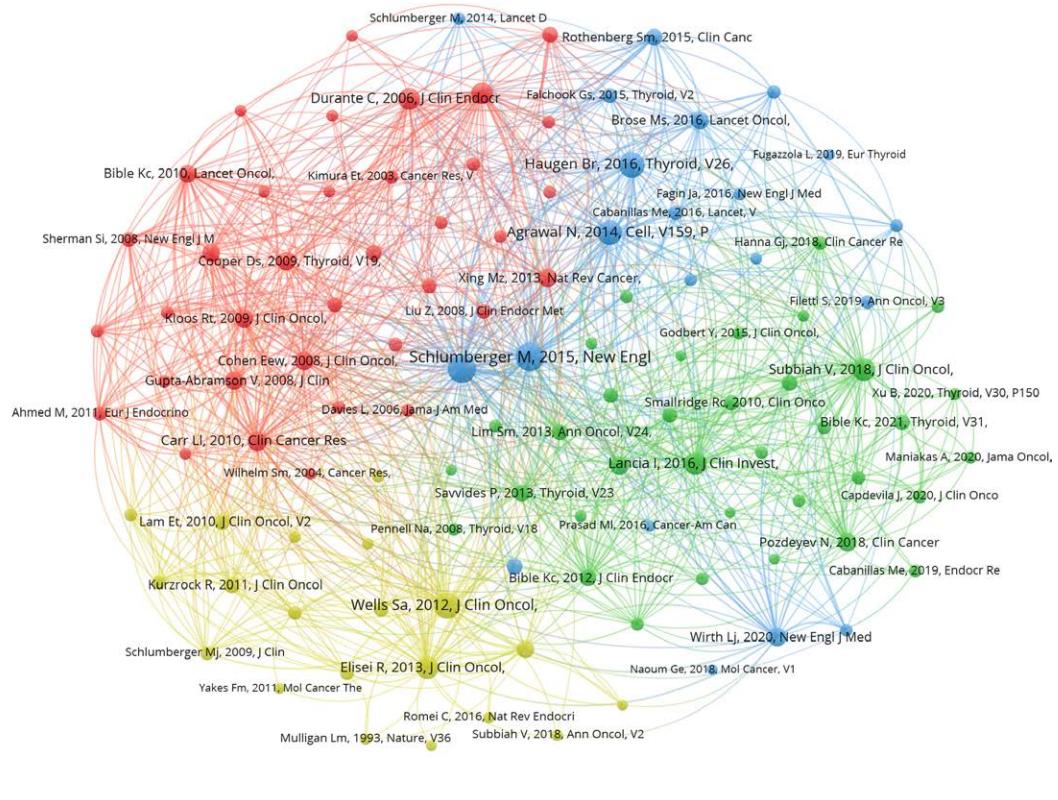 Schlumberger M, 2014, Lancet D
Rothenberg Sm, 2015, Clin Canc
Durante C, 2006, J Clin Endocr
Falchook Gs, 2015, Thyroid, V2
Brose Ms, 2016, Lancet Oncol,
Fugazzola L, 2019, Eur Thyroid
Haugen Br, 2016, Thyroid, V26,
Bible Kc, 2010, Lancet Oncol,
Kimura Et, 2003, Cancer Res, V
Fagin Ja, 2016, New Engl J Med
Cabanillas Me, 2016, Lancet, V
Agrawal N, 2014, Cell, V159, P
Sherman Si, 2008, New Engl J M
Hanna Gj, 2018, Clin Cancer Re
Cooper Ds, 2009, Thyroid, V19,
Xing Mz, 2013, Nat Rev Cancer,
Filetti S, 2019, Ann Oncol, V3
Liu Z, 2008, J Clin Endocr Met
Kloos Rt, 2009, J Clin Oncol,
Godbert Y, 2015, J Clin Oncol,
Schlumberger M, 2015, New Engl
Cohen Eew, 2008, J Clin Oncol,
Subbiah V, 2018, J Clin Oncol,
Gupta-Abramson V, 2008, J Clin
Xu B, 2020, Thyroid, V30, P150
Smallridge Rc, 2010, Clin Onco
Ahmed M, 2011, Eur J Endocrino
Davies L, 2006, Jama-J Am Med
Bible Kc, 2021, Thyroid, V31,
Lim Sm, 2013, Ann Oncol, V24,
Carr Ll, 2010, Clin Cancer Res
Maniakas A, 2020, Jama Oncol,
Lancia I, 2016, J Clin Invest,
Wilhelm Sm, 2004, Cancer Res,
Savvides P, 2013, Thyroid, V23
Capdevila J, 2020, J Clin Onco
Lam Et, 2010, J Clin Oncol, V2
Pennell Na, 2008, Thyroid, V18
Prasad Ml, 2016, Cancer-Am Can
Pozdeyev N, 2018, Clin Cancer
Cabanillas Me, 2019, Endocr Re
Bible Kc, 2012, J Clin Endocr
Kurzrock R, 2011, J Clin Oncol
Wells Sa, 2012, J Clin Oncol,
Wirth Lj, 2020, New Engl J Med
Schlumberger Mj, 2009, J Clin
Elisei R, 2013, J Clin Oncol,
Naoum Ge, 2018, Mol Cancer, V1
Yakes Fm, 2011, Mol Cancer The
Romei C, 2016, Nat Rev Endocri
Mulligan Lm, 1993, Nature, V36
Subbiah V, 2018, Ann Oncol, V2